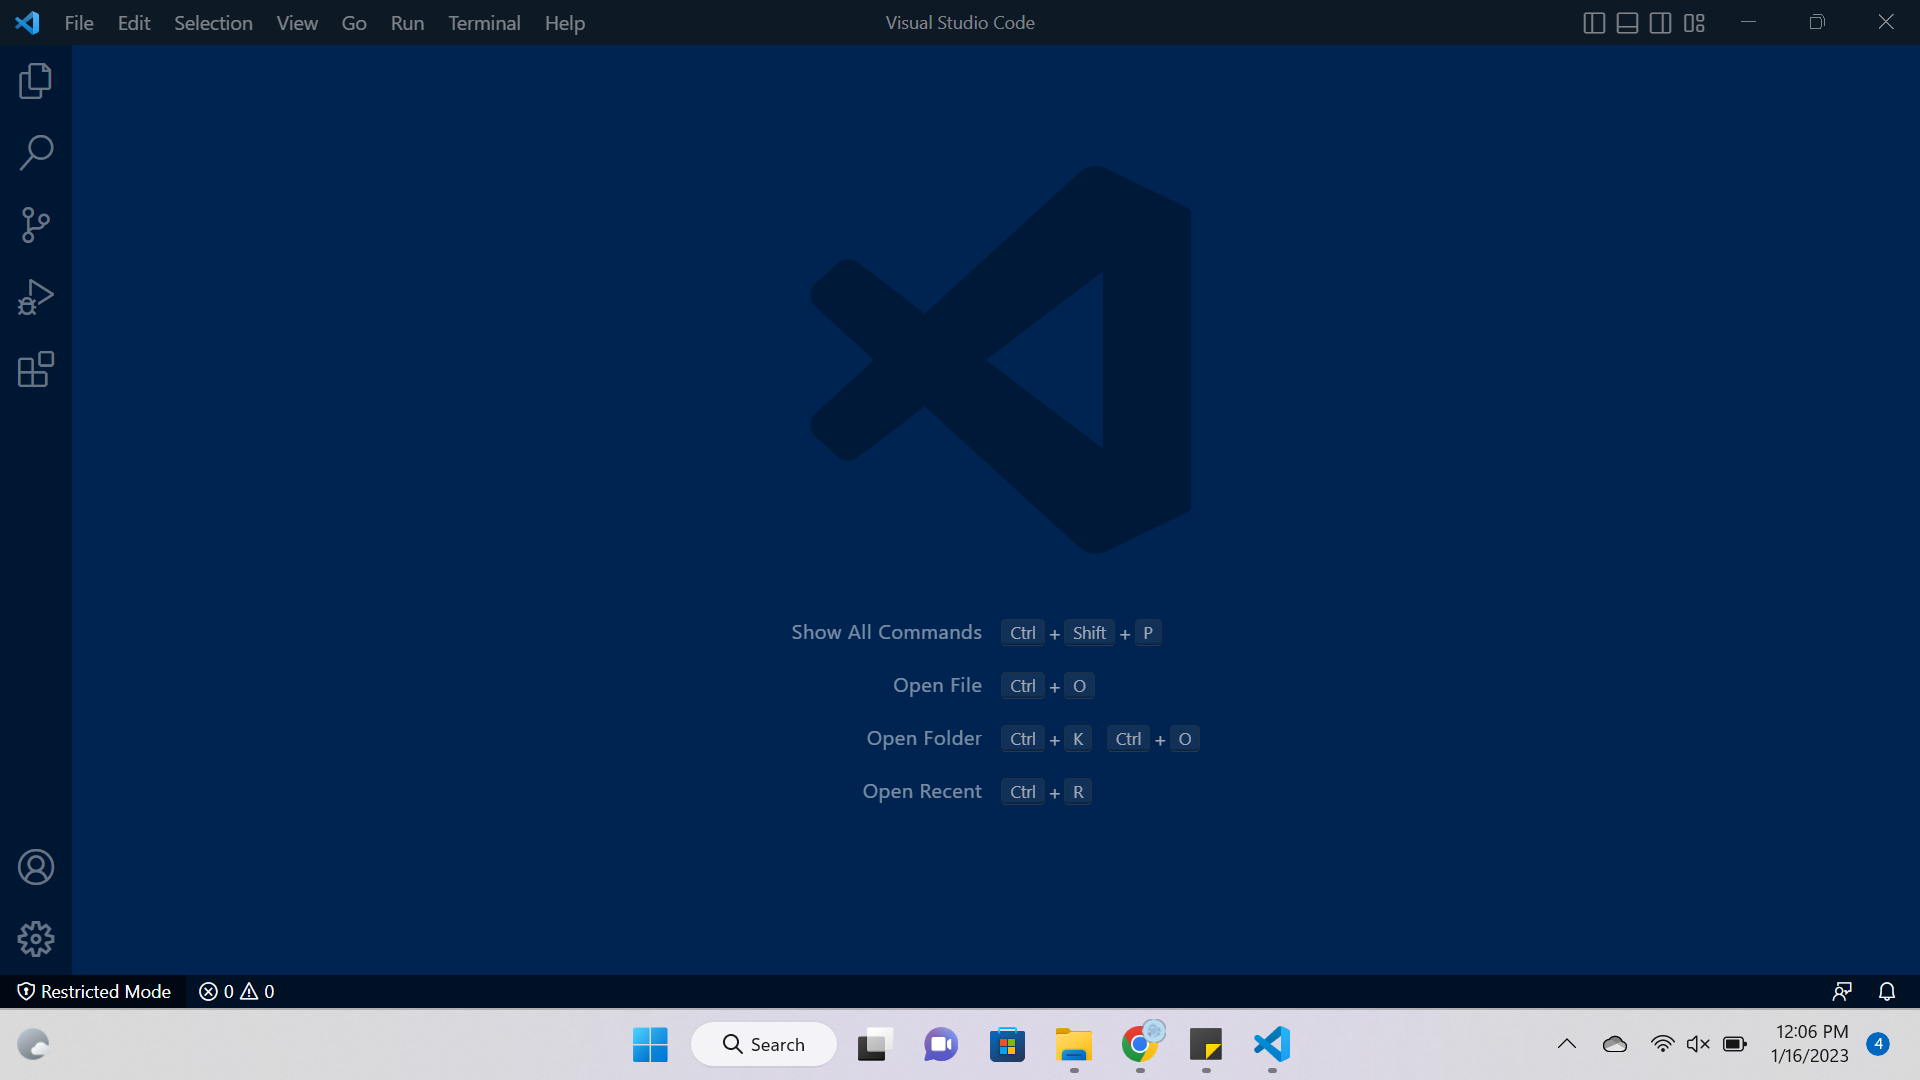 File Edit Selection View Go Run Terminal Help
Visual Studio Code
Show All Commands Ctrl + Shift + P
Open File Ctrl + O
Open Folder Ctrl + K Ctrl + O
Open Recent Ctrl + R
Restricted Mode 0 0
Search
12:06 PM
1/16/2023
4